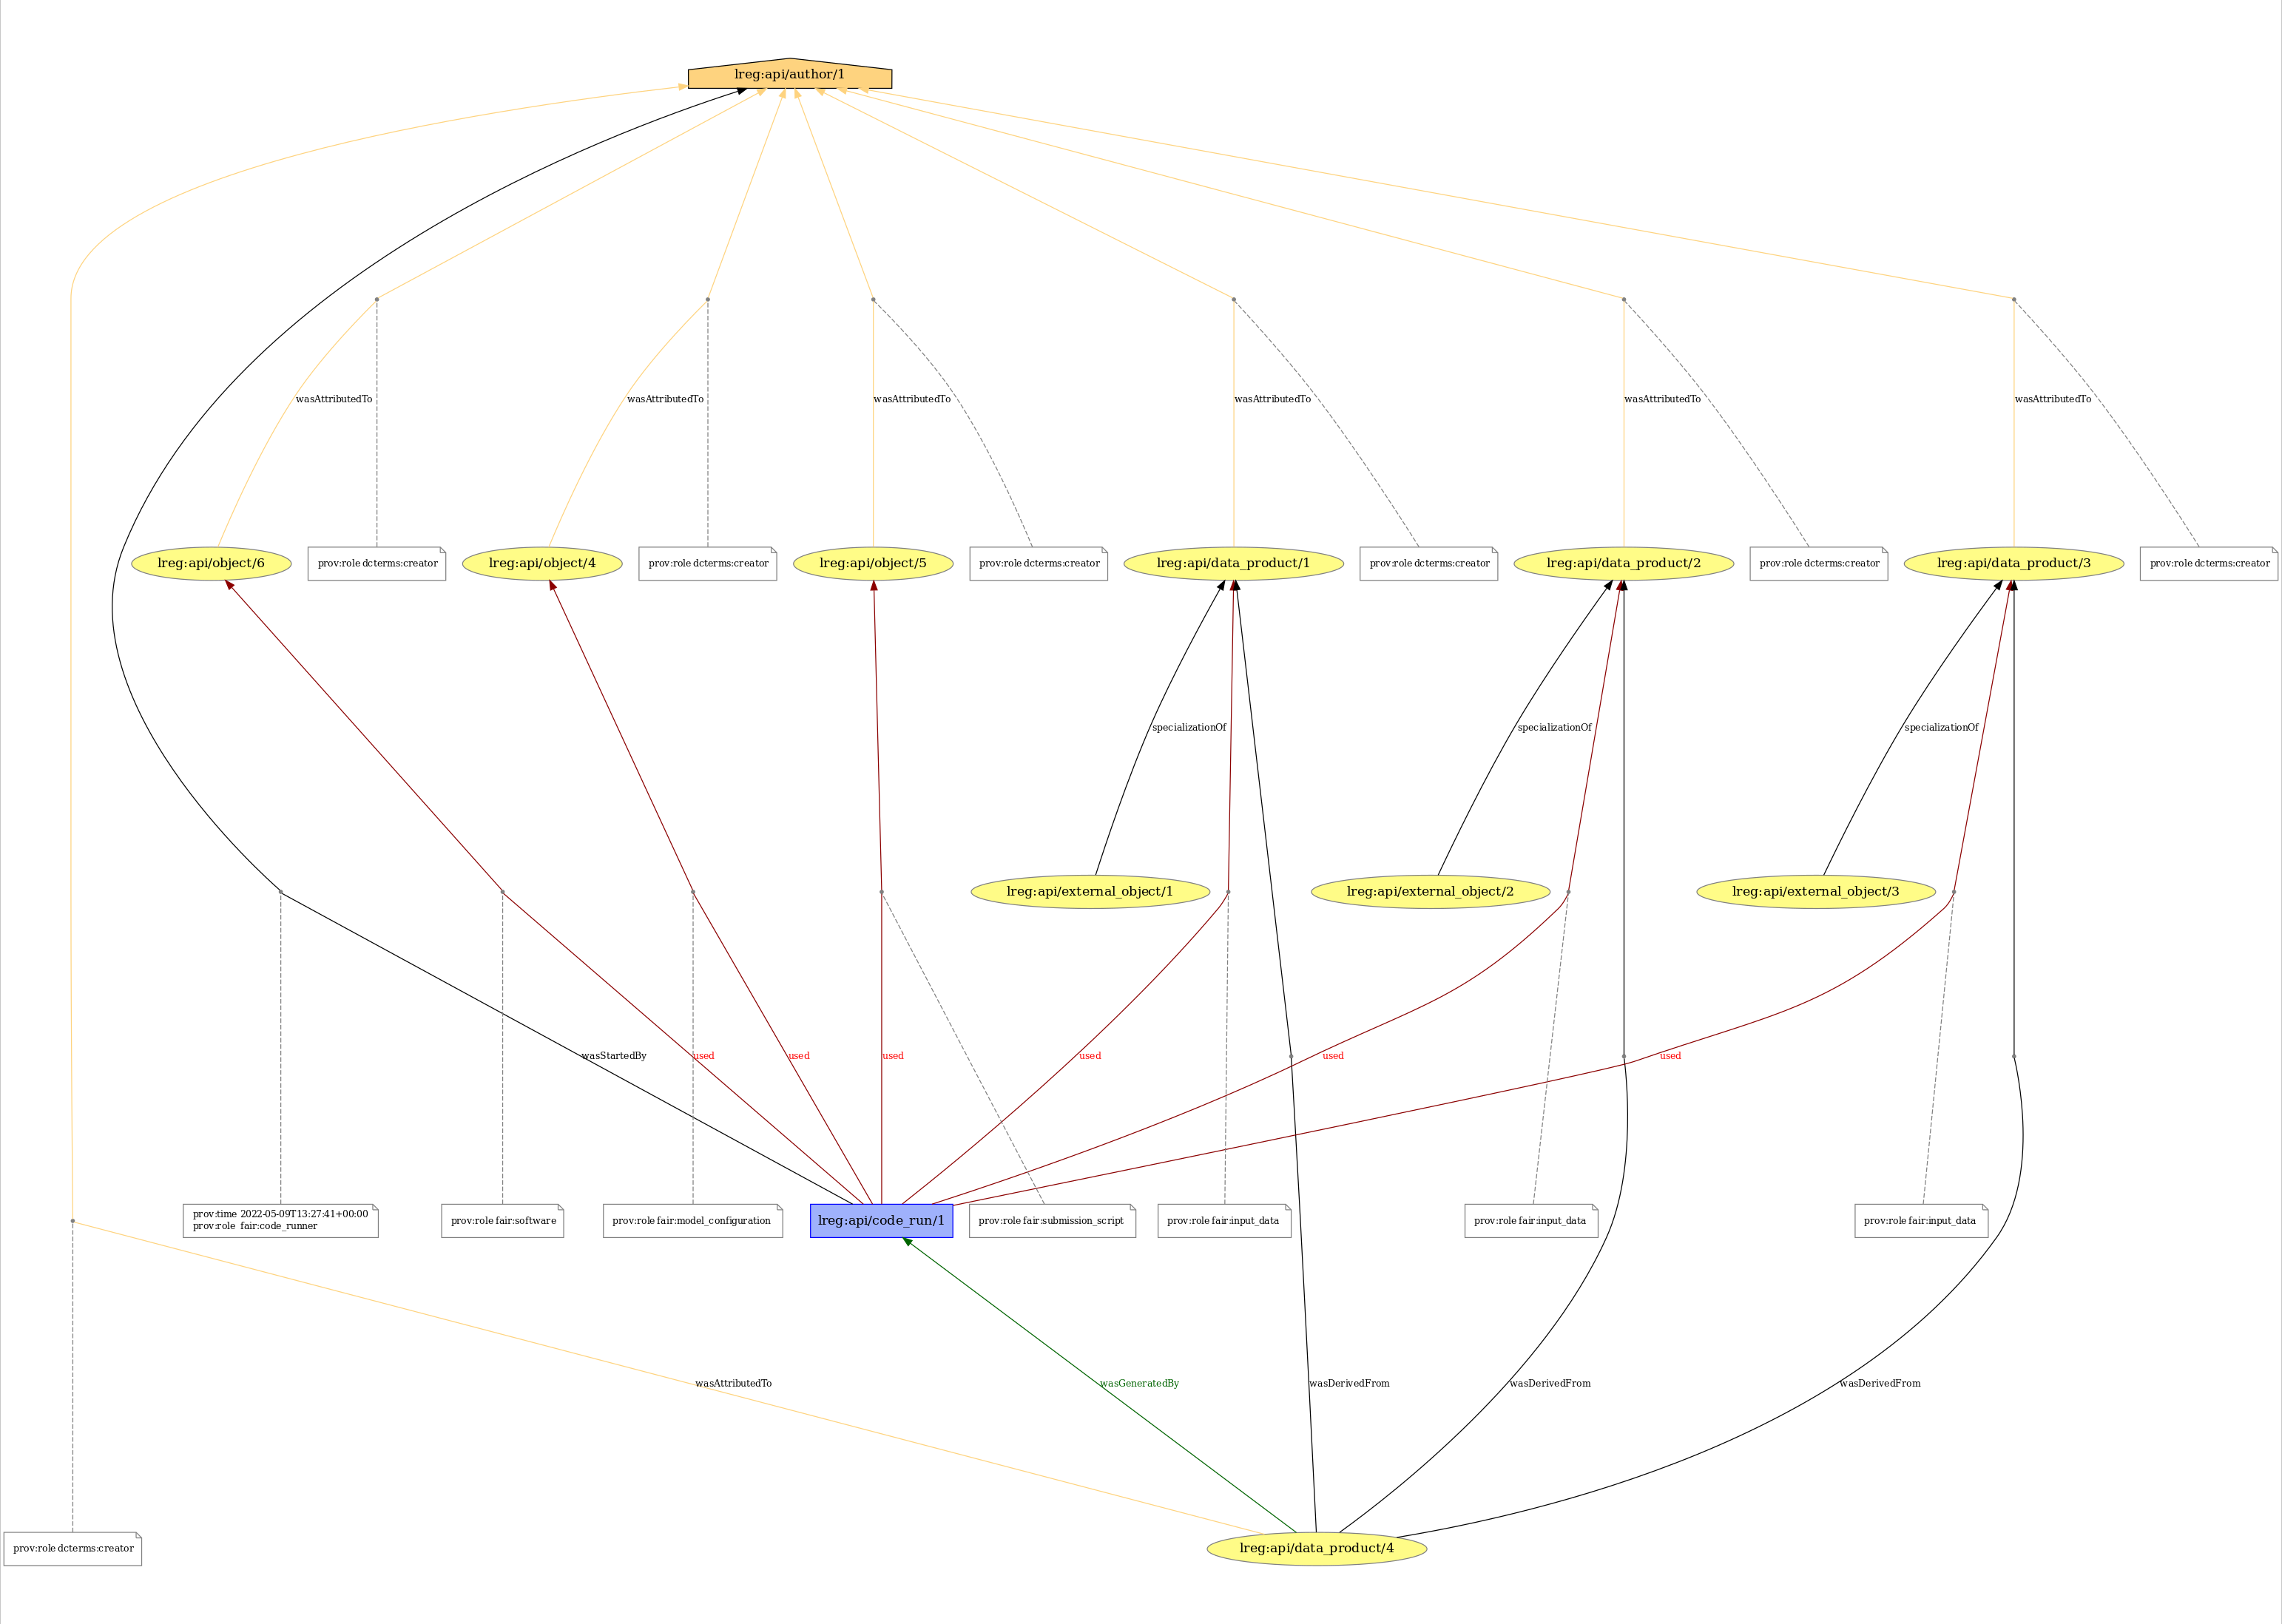 lreg:api/author/1
wasAttributedTo
wasAttributedTo
wasAttributedTo
wasAttributedTo
wasAttributedTo
wasAttributedTo
lreg:api/object/6
prov:role dcterms:creator
lreg:api/object/4
prov:role dcterms:creator
lreg:api/object/5
prov:role dcterms:creator
lreg:api/data_product/1
prov:role dcterms:creator
lreg:api/data_product/2
prov:role dcterms:creator
lreg:api/data_product/3
prov:role dcterms:creator
specializationOf
specializationOf
specializationOf
lreg:api/external_object/1
lreg:api/external_object/2
lreg:api/external_object/3
wasStartedBy
used
used
used
used
used
used
prov:time 2022-05-09T13:27:41+00:00
prov:role fair:code_runner
prov:role fair:software
prov:role fair:model_configuration
lreg:api/code_run/1
prov:role fair:submission_script
prov:role fair:input_data
prov:role fair:input_data
prov:role fair:input_data
wasAttributedTo
wasGeneratedBy
wasDerivedFrom
wasDerivedFrom
wasDerivedFrom
prov:role dcterms:creator
lreg:api/data_product/4